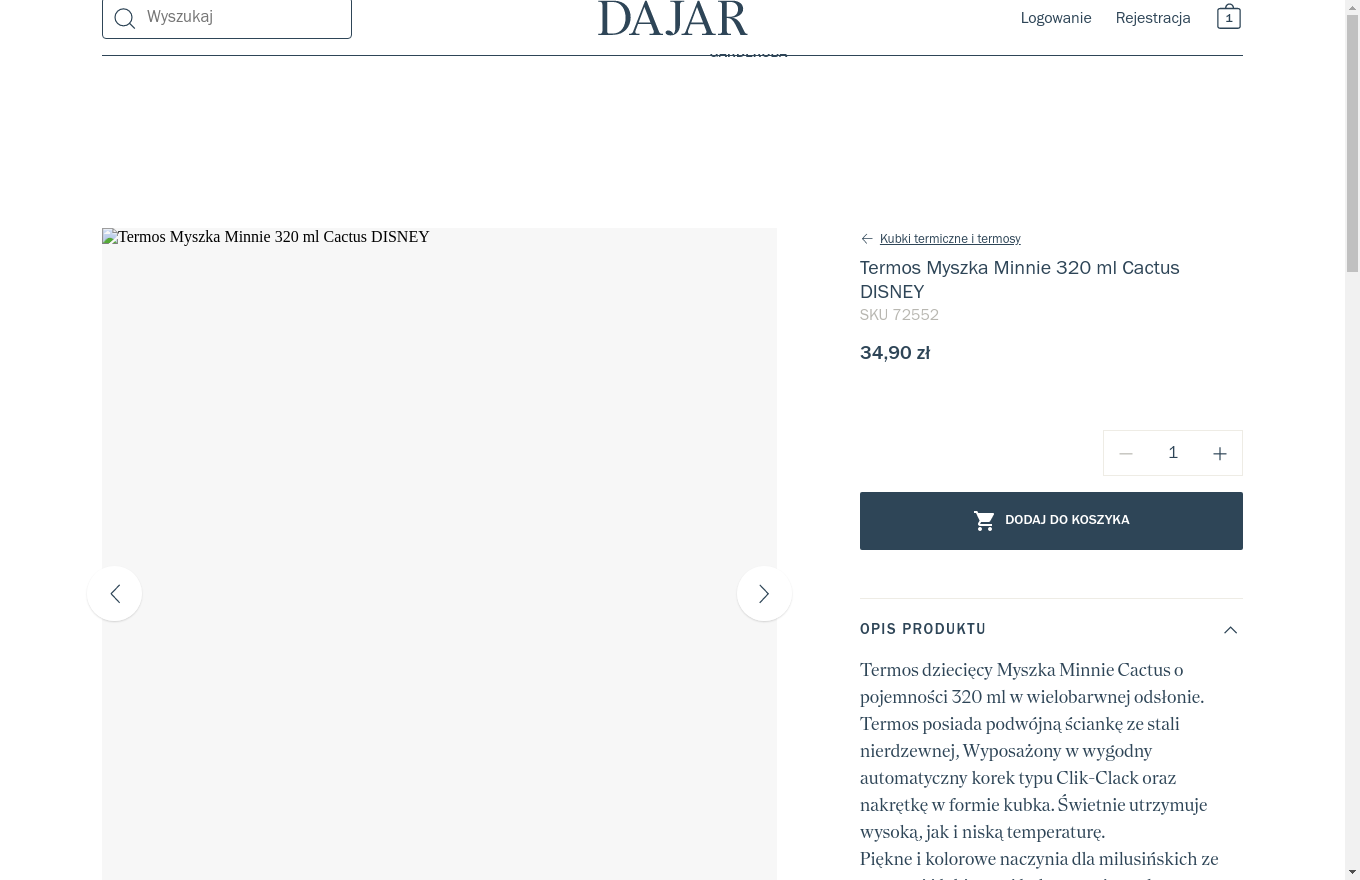 Wyszukaj
DAJAR
Logowanie
Rejestracja
1
Termos Myszka Minnie 320 ml Cactus DISNEY
Kubki termiczne i termosy
Termos Myszka Minnie 320 ml Cactus
DISNEY
SKU 72552
34,90 zł
1
DODAJ DO KOSZYKA
OPIS PRODUKTU
Termos dziecięcy Myszka Minnie Cactus o
pojemności 320 ml w wielobarwnej odsłonie.
Termos posiada podwójną ściankę ze stali
nierdzewnej, Wyposażony w wygodny
automatyczny korek typu Clik-Clack oraz
nakrętkę w formie kubka. Świetnie utrzymuje
wysoką, jak i niską temperaturę.
Piękne i kolorowe naczynia dla milusińskich ze